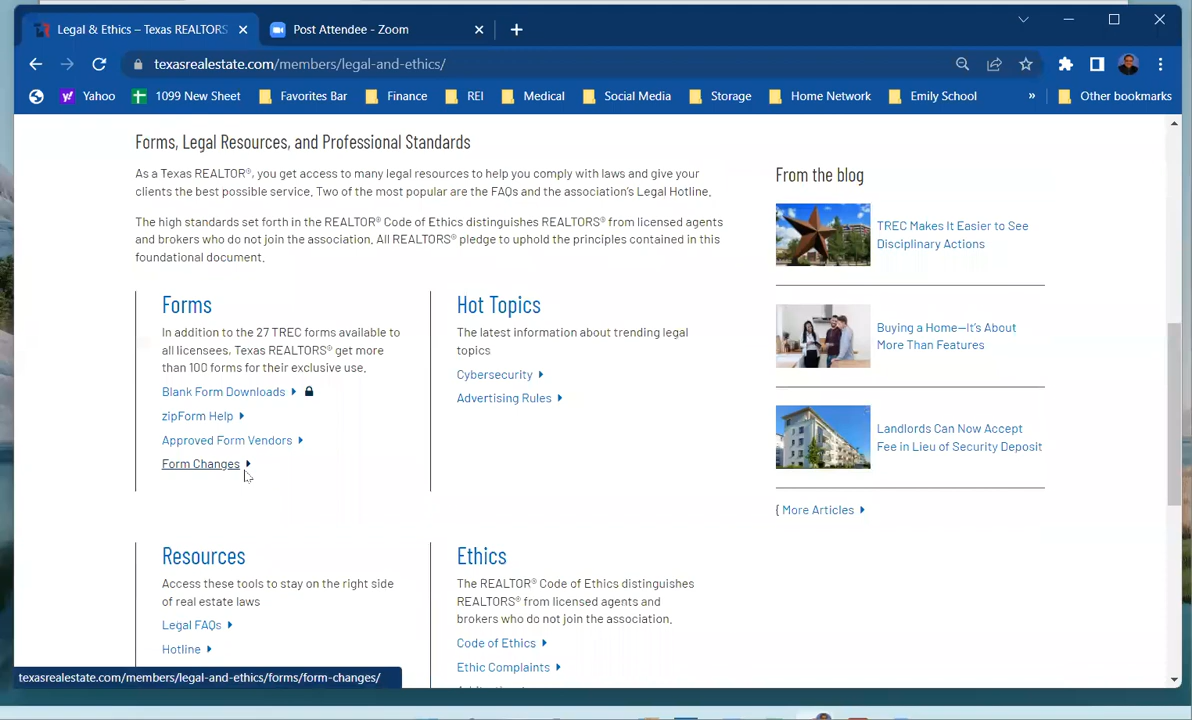 Legal & Ethics – Texas REALTORS
Post Attendee - Zoom
texasrealestate.com/members/legal-and-ethics/
Yahoo
1099 New Sheet
Favorites Bar
Finance
REI
Medical
Social Media
Storage
Home Network
Emily School
»
Other bookmarks
Forms, Legal Resources, and Professional Standards
As a Texas REALTOR®, you get access to many legal resources to help you comply with laws and give your
clients the best possible service. Two of the most popular are the FAQs and the association's Legal Hotline.
The high standards set forth in the REALTOR® Code of Ethics distinguishes REALTORS® from licensed agents
and brokers who do not join the association. All REALTORS® pledge to uphold the principles contained in this
foundational document.
Forms
In addition to the 27 TREC forms available to
all licensees, Texas REALTORS® get more
than 100 forms for their exclusive use.
Blank Form Downloads
zipForm Help
Approved Form Vendors
Form Changes
Hot Topics
The latest information about trending legal
topics
Cybersecurity
Advertising Rules
Resources
Access these tools to stay on the right side
of real estate laws
Legal FAQs
Hotline
Ethics
The REALTOR® Code of Ethics distinguishes
REALTORS® from licensed agents and
brokers who do not join the association.
Code of Ethics
Ethic Complaints
From the blog
TREC Makes It Easier to See
Disciplinary Actions
Buying a Home—It's About
More Than Features
Landlords Can Now Accept
Fee in Lieu of Security Deposit
{ More Articles
texasrealestate.com/members/legal-and-ethics/forms/form-changes/